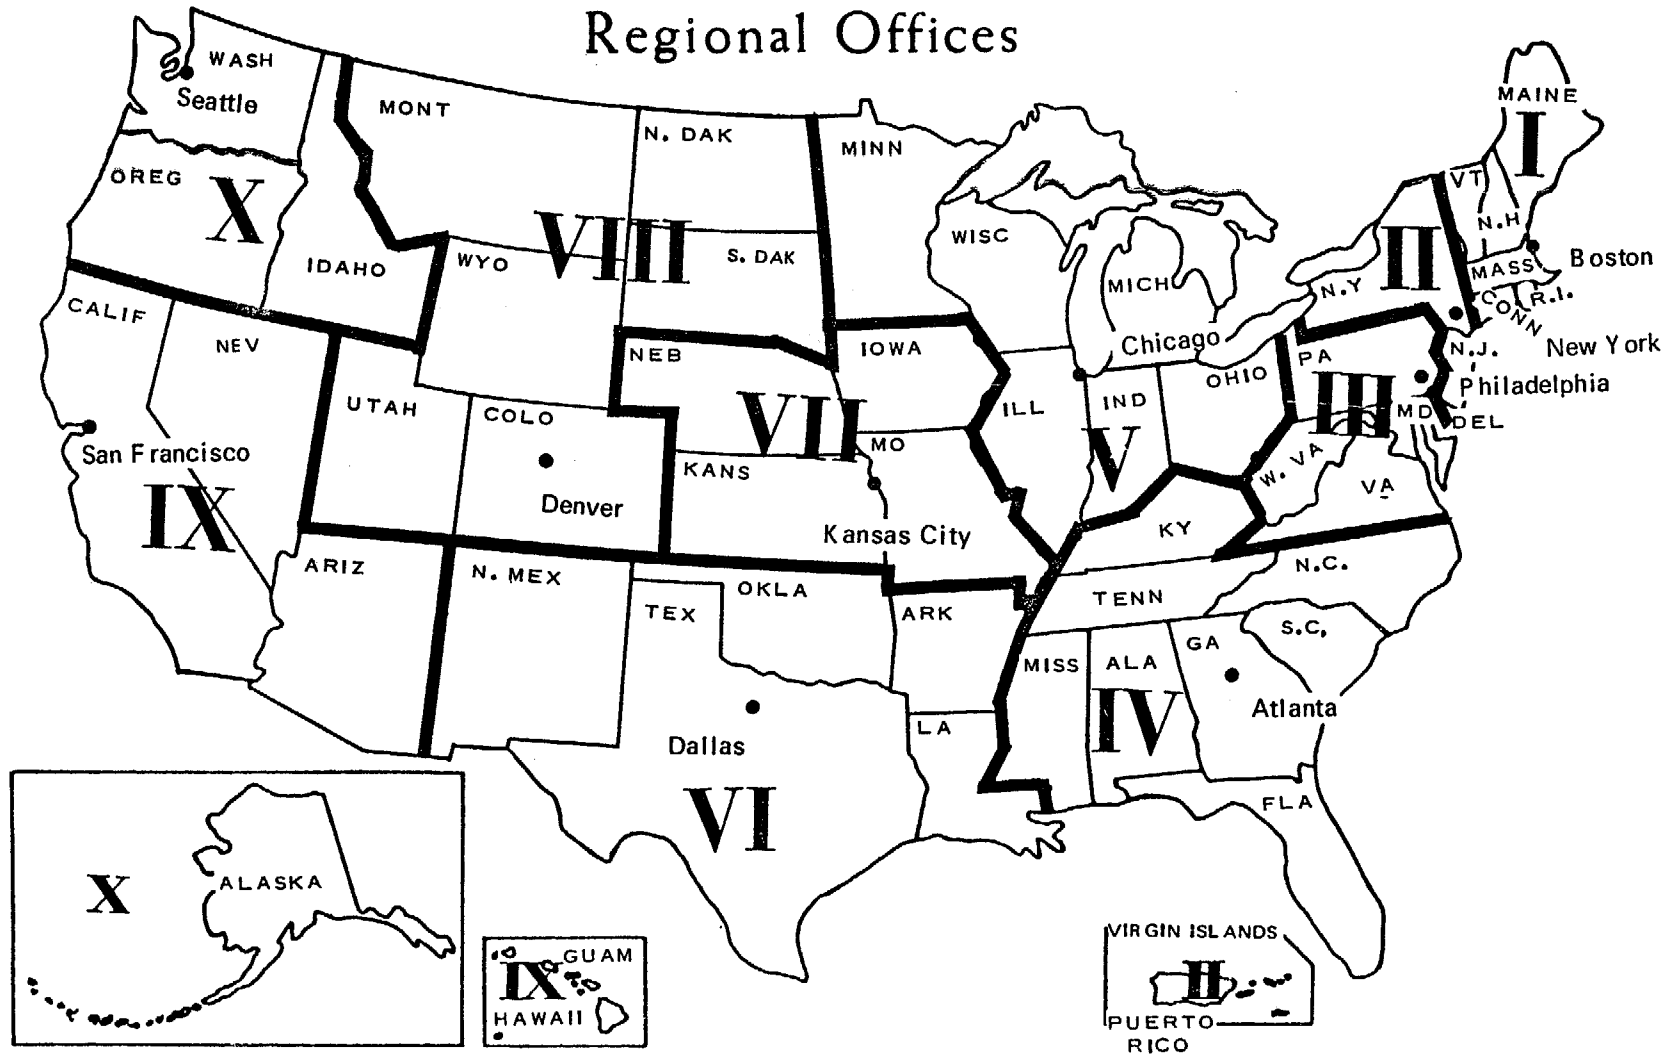 Regional Offices
WASH
Seattle
MONT
N. DAK
MINN
MAINE
I
OREG
X
VT
N.H
IDAHO
WYO
VIII
S. DAK
WISC
MICH
II
N.Y
MASS
Boston
CONN
R.I.
CALIF
NEV
NEB
IOWA
Chicago
OHIO
PA
N.J.
New York
UTAH
COLO
VII
MO
ILL
IND
III
MD
Philadelphia
DEL
San Francisco
IX
KANS
V
W. VA
VA
Denver
Kansas City
KY
ARIZ
N. MEX
OKLA
TENN
N.C.
TEX
ARK
S.C,
MISS
ALA
GA
IV
Atlanta
LA
Dallas
VI
FLA
X
ALASKA
GUAM
IX
HAWAII
VIRGIN ISLANDS
II
PUERTO
RICO